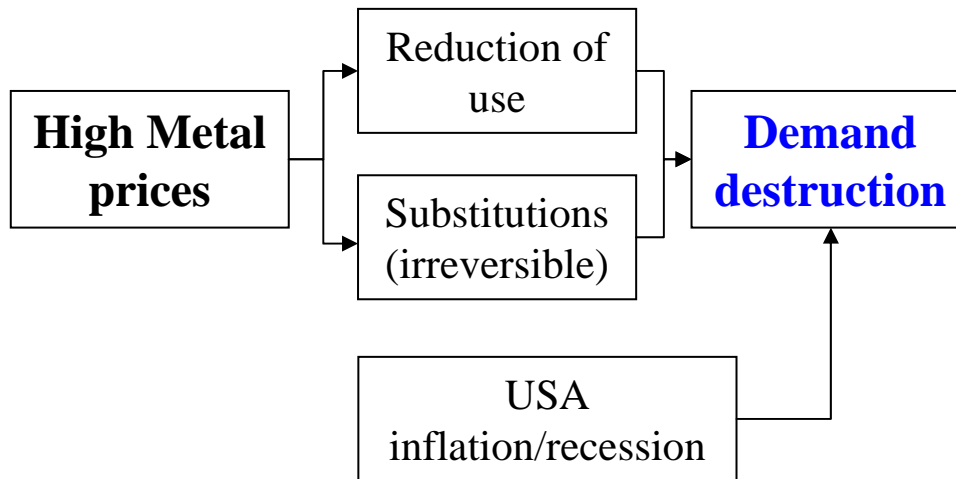 Reduction of
use
High Metal
prices
Demand
destruction
Substitutions
(irreversible)
USA
inflation/recession